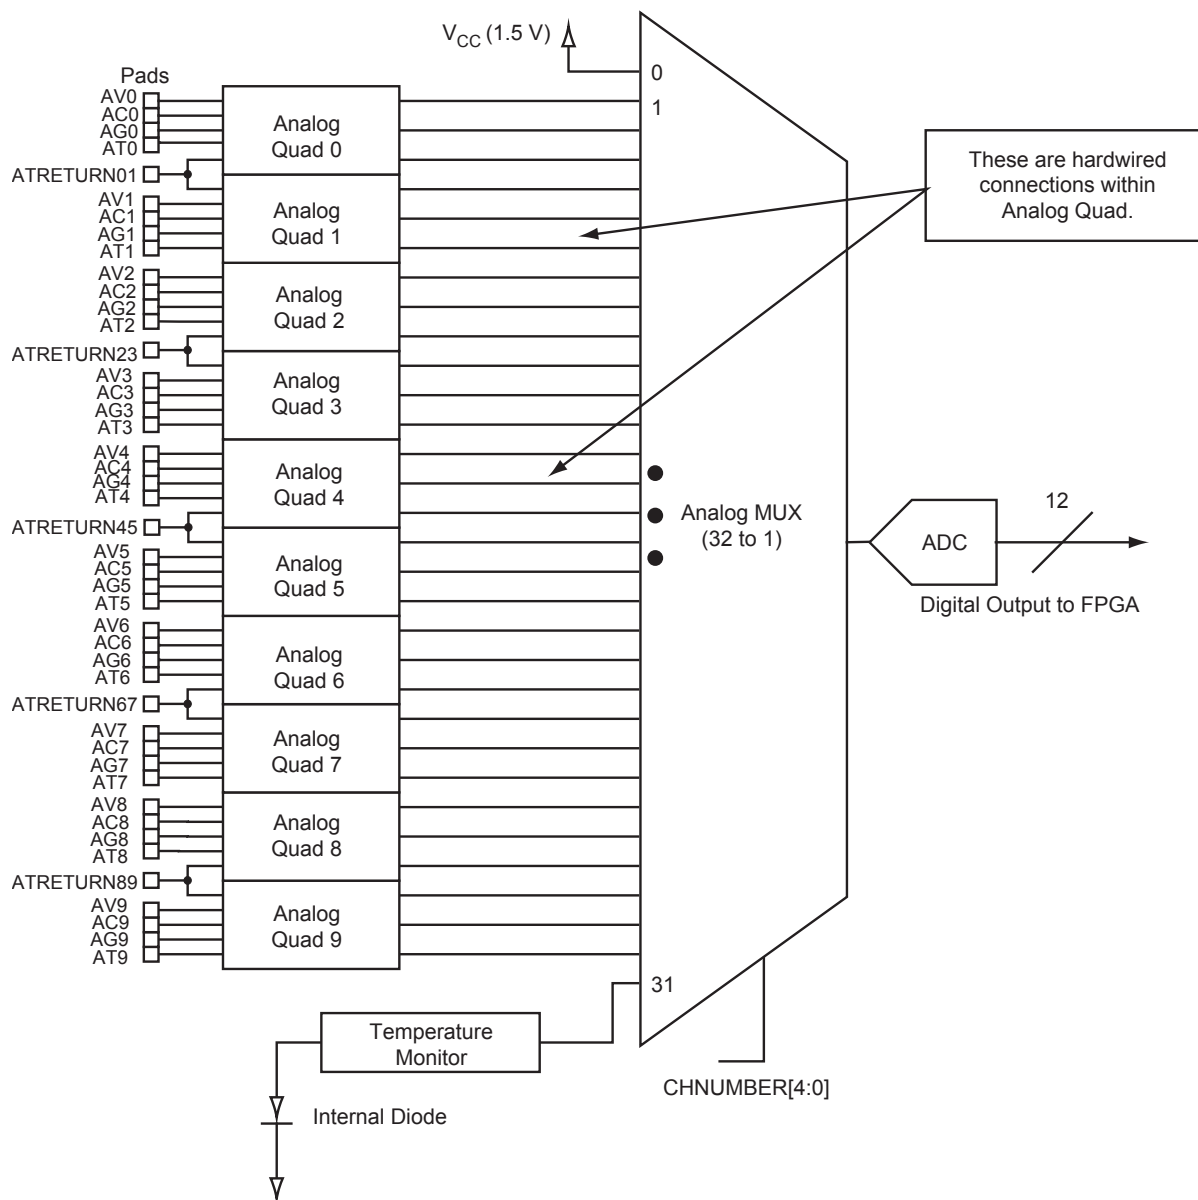 V_CC (1.5 V)
Pads
0
1
AV0
AC0
AG0
AT0
Analog
Quad 0
ATRETURN01
AV1
AC1
AG1
AT1
Analog
Quad 1
These are hardwired
connections within
Analog Quad.
AV2
AC2
AG2
AT2
Analog
Quad 2
ATRETURN23
AV3
AC3
AG3
AT3
Analog
Quad 3
AV4
AC4
AG4
AT4
Analog
Quad 4
ATRETURN45
Analog MUX
(32 to 1)
ADC
12
Digital Output to FPGA
AV5
AC5
AG5
AT5
Analog
Quad 5
AV6
AC6
AG6
AT6
Analog
Quad 6
ATRETURN67
AV7
AC7
AG7
AT7
Analog
Quad 7
AV8
AC8
AG8
AT8
Analog
Quad 8
ATRETURN89
AV9
AC9
AG9
AT9
Analog
Quad 9
31
Temperature
Monitor
CHNUMBER[4:0]
Internal Diode